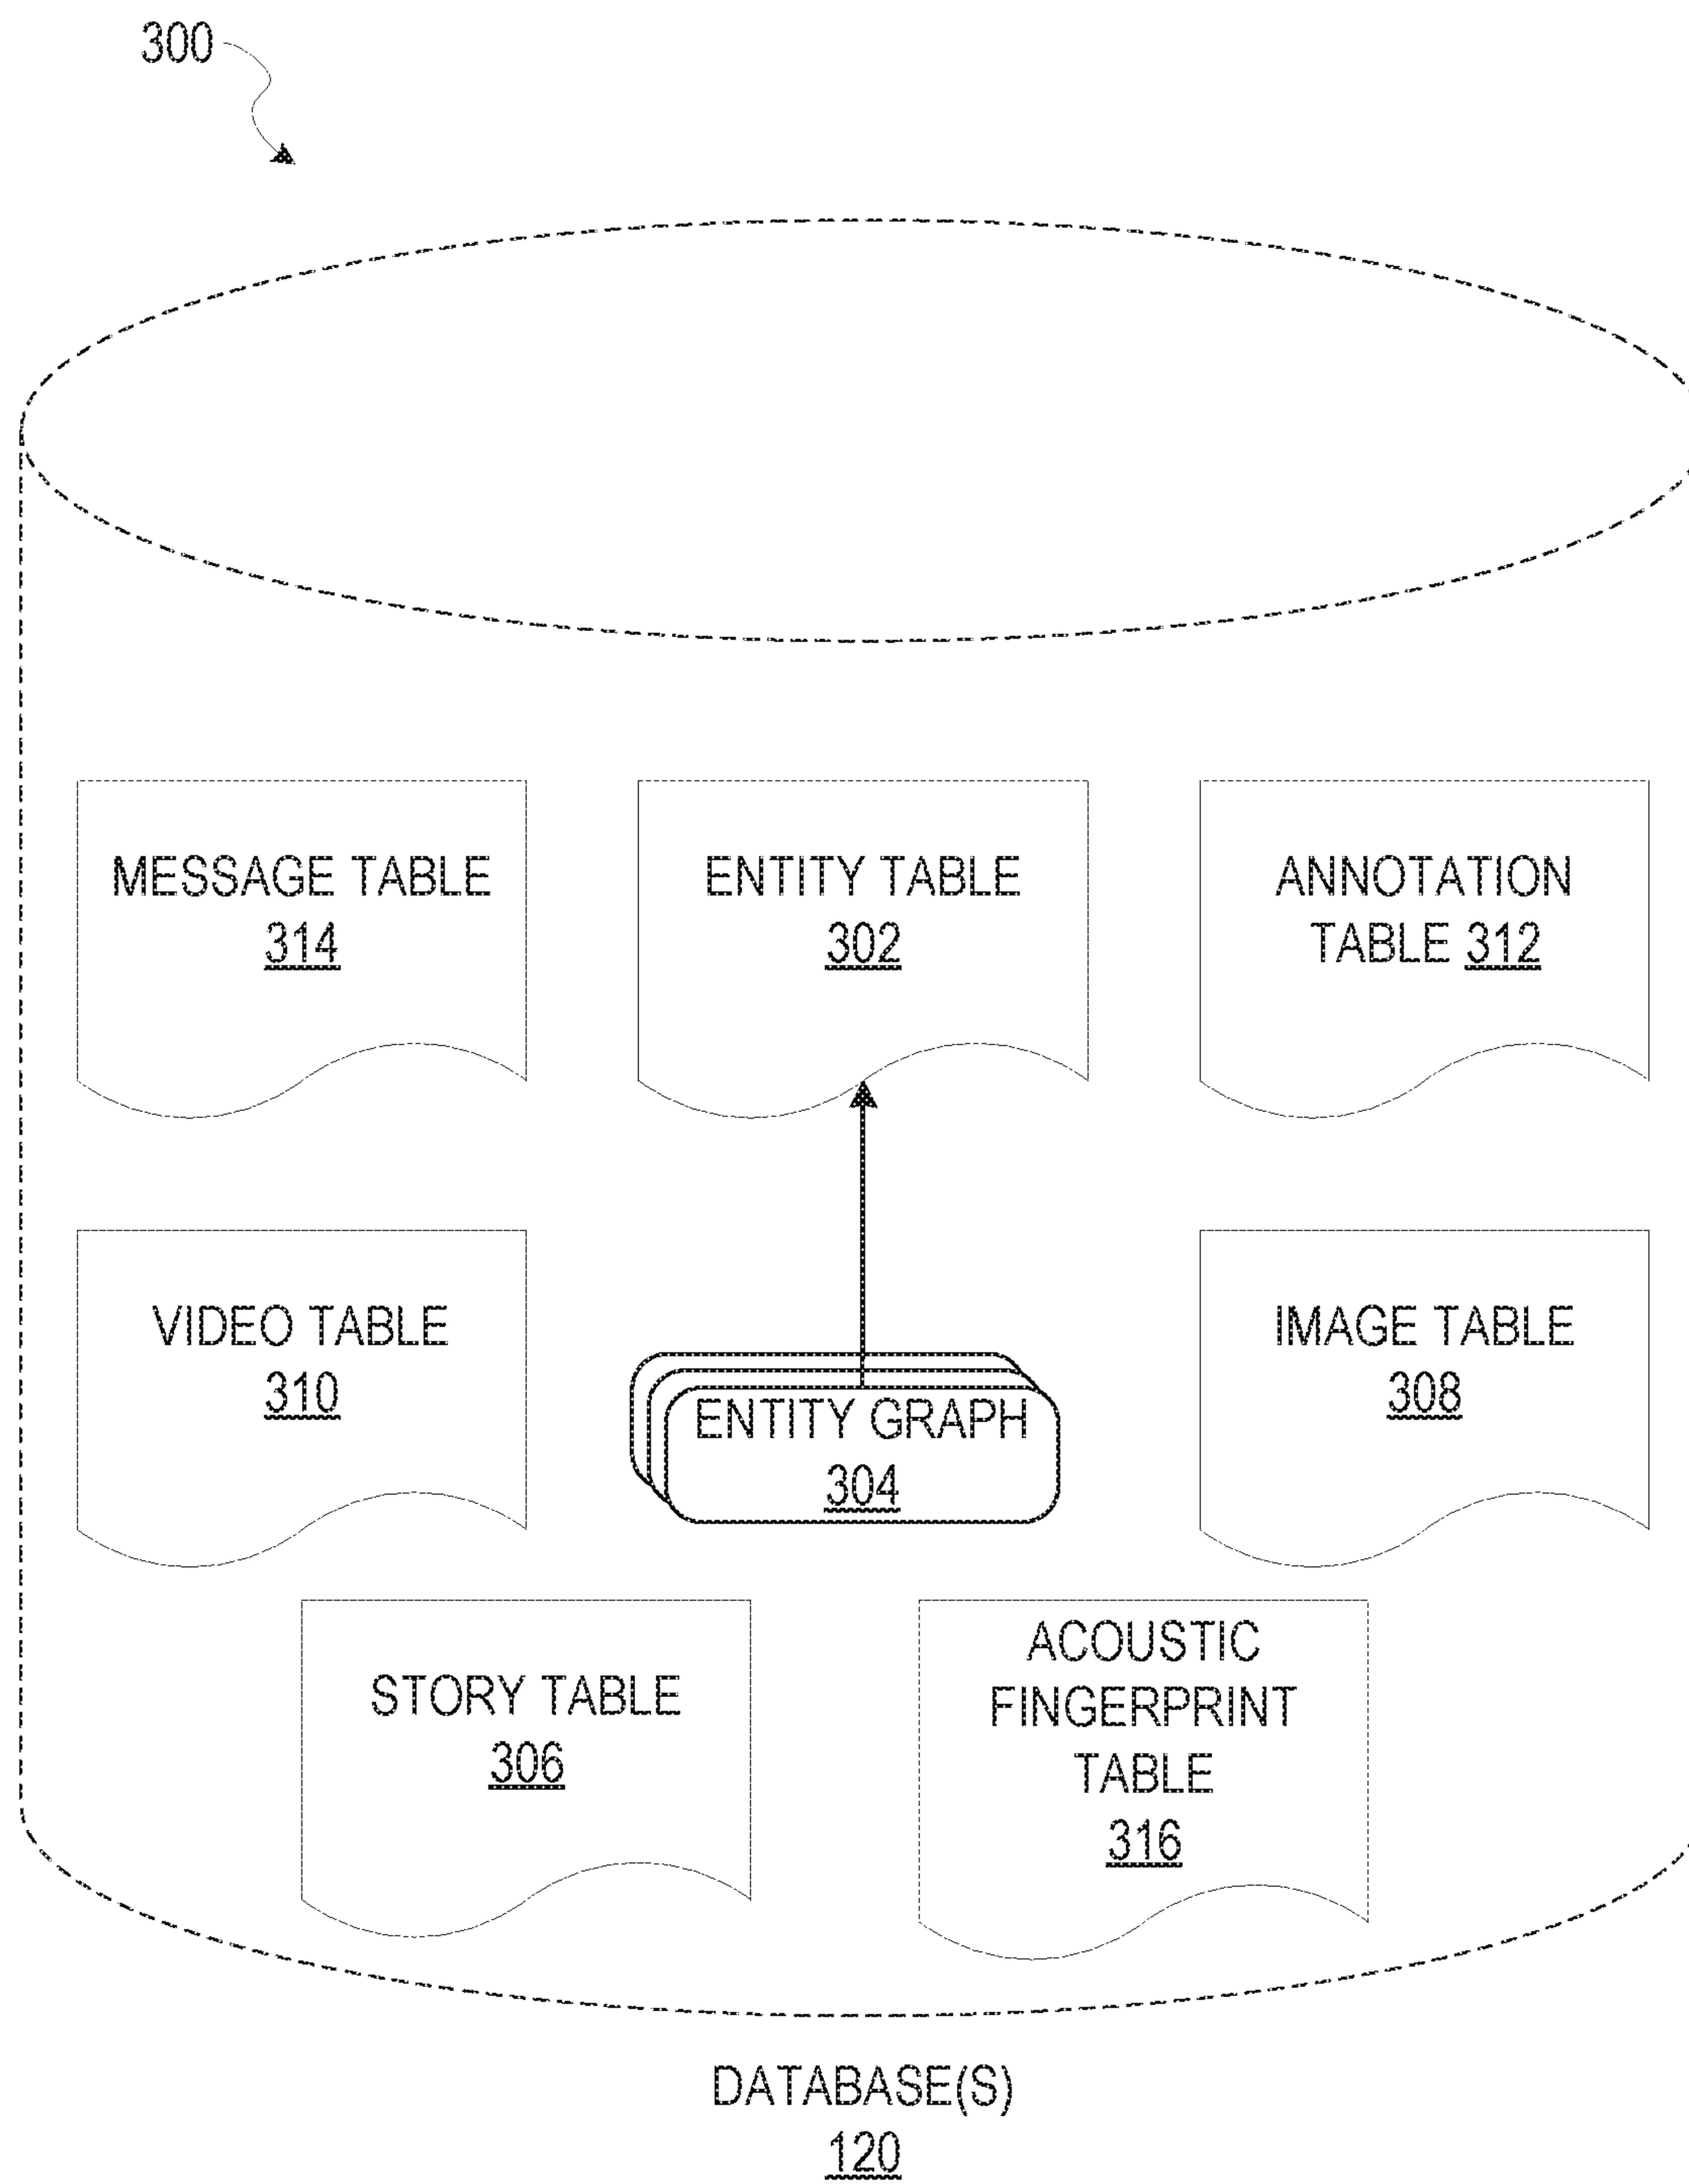 300
MESSAGE TABLE
314
ENTITY TABLE
302
ANNOTATION
TABLE 312
VIDEO TABLE
310
ENTITY GRAPH
304
IMAGE TABLE
308
STORY TABLE
306
ACOUSTIC
FINGERPRINT
TABLE
316
DATABASE(S)
120